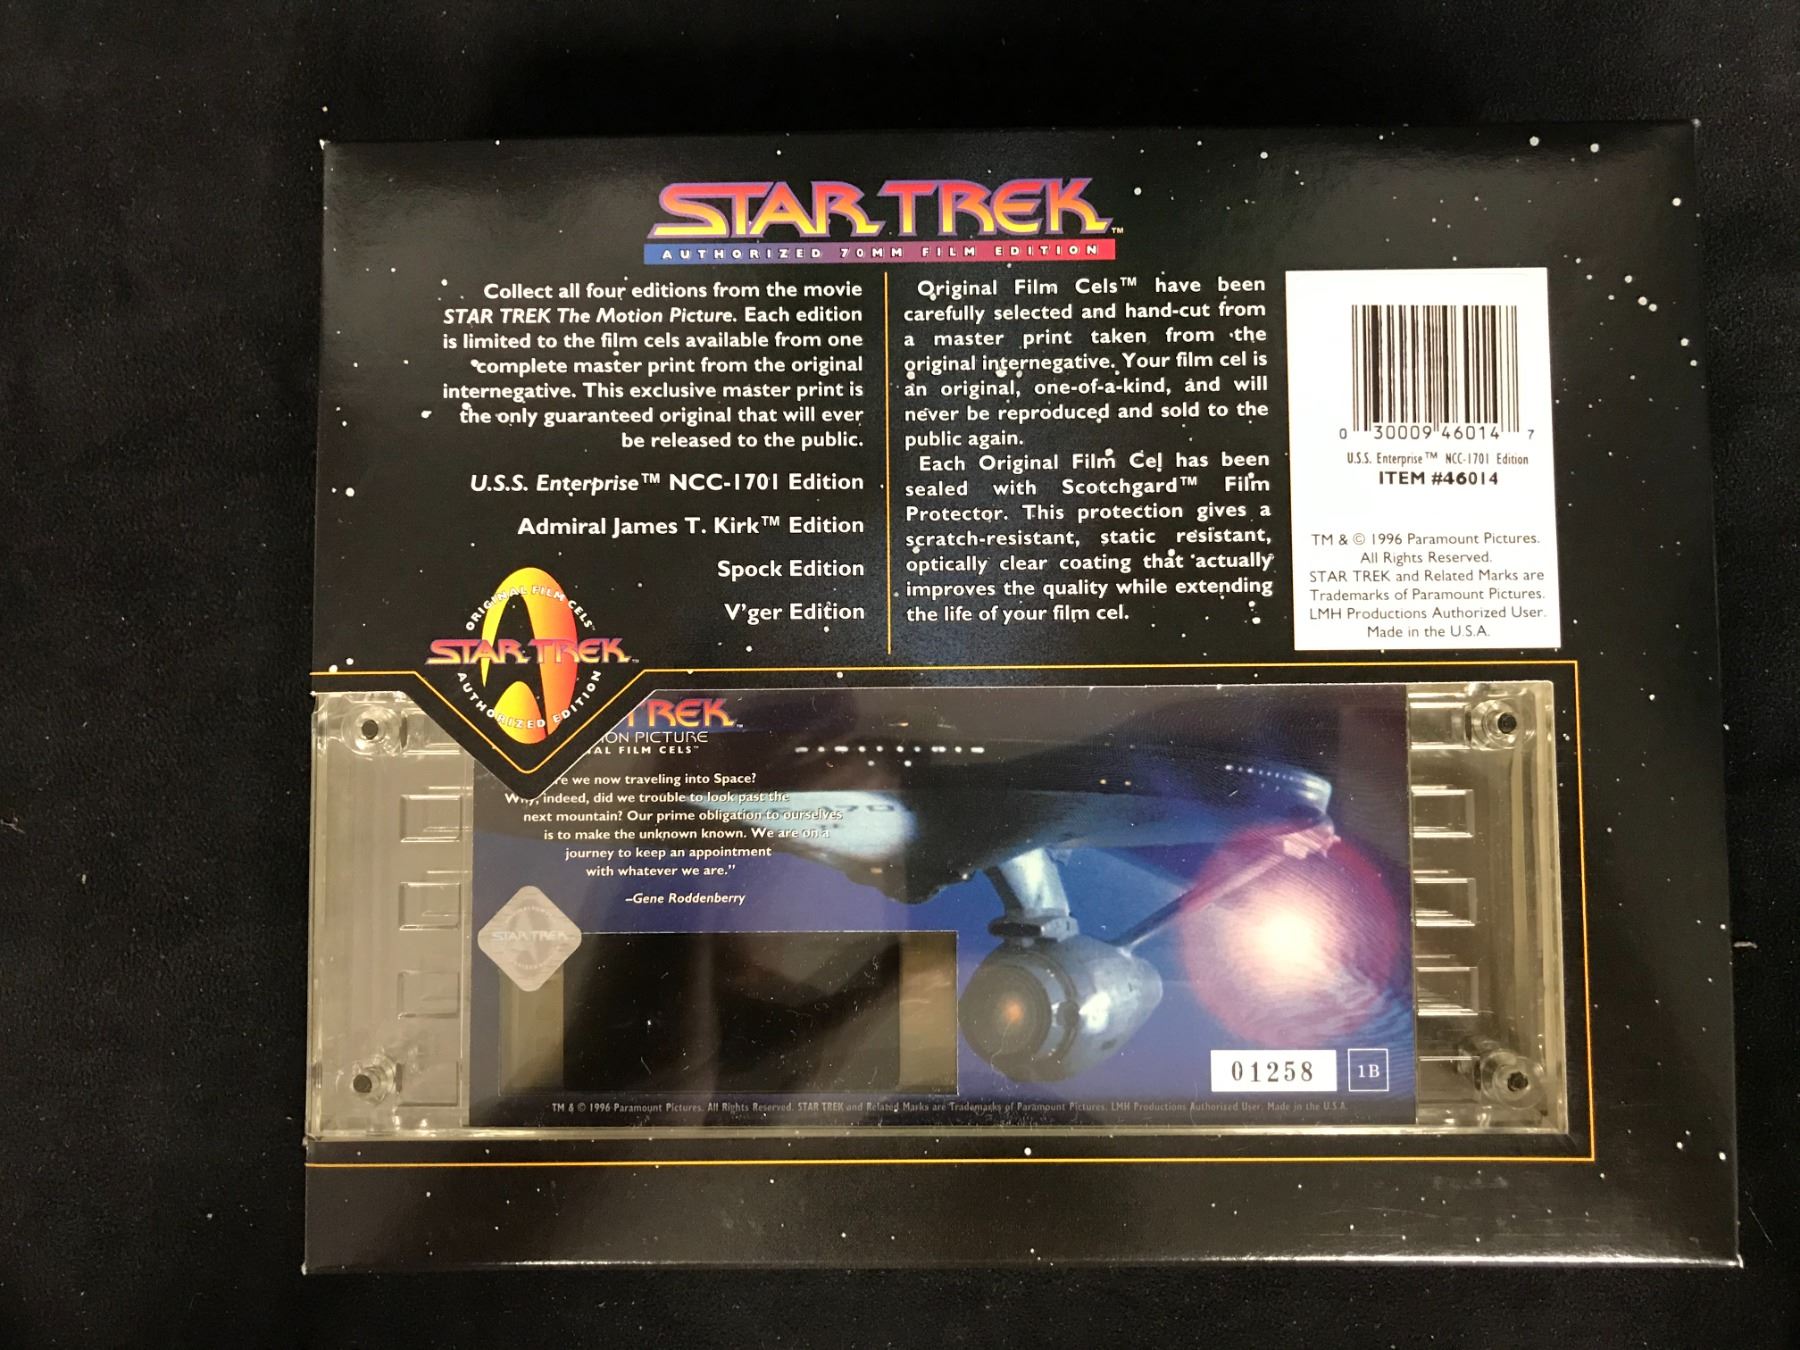 STAR TREK™
AUTHORIZED 70MM FILM EDITION
Collect all four editions from the movie
STAR TREK The Motion Picture. Each edition
is limited to the film cels available from one
complete master print from the original
internegative. This exclusive master print is
the only guaranteed original that will ever
be released to the public.
U.S.S. Enterprise™ NCC-1701 Edition
Admiral James T. Kirk™ Edition
Spock Edition
V'ger Edition
Original Film Cels™ have been
carefully selected and hand-cut from
a master print taken from the
original internegative. Your film cel is
an original, one-of-a-kind, and will
never be reproduced and sold to the
public again.
Each Original Film Cel has been
sealed with Scotchgard™ Film
Protector. This protection gives a
scratch-resistant, static resistant,
optically clear coating that actually
improves the quality while extending
the life of your film cel.
0 30009 46014 7
U.S.S. Enterprise™ NCC-1701 Edition
ITEM #46014
TM & © 1996 Paramount Pictures.
All Rights Reserved.
STAR TREK and Related Marks are
Trademarks of Paramount Pictures.
LMH Productions Authorized User.
Made in the U.S.A.
ORIGINAL FILM CELS™
STAR TREK™
AUTHORIZED EDITION
TREK™
ON PICTURE
AL FILM CELS™
re we now traveling into Space?
Why, indeed, did we trouble to look past the
next mountain? Our prime obligation to ourselves
is to make the unknown known. We are on a
journey to keep an appointment
with whatever we are."
–Gene Roddenberry
STAR TREK
01258 1B
TM & © 1996 Paramount Pictures. All Rights Reserved. STAR TREK and Related Marks are Trademarks of Paramount Pictures. LMH Productions Authorized User. Made in the U.S.A.